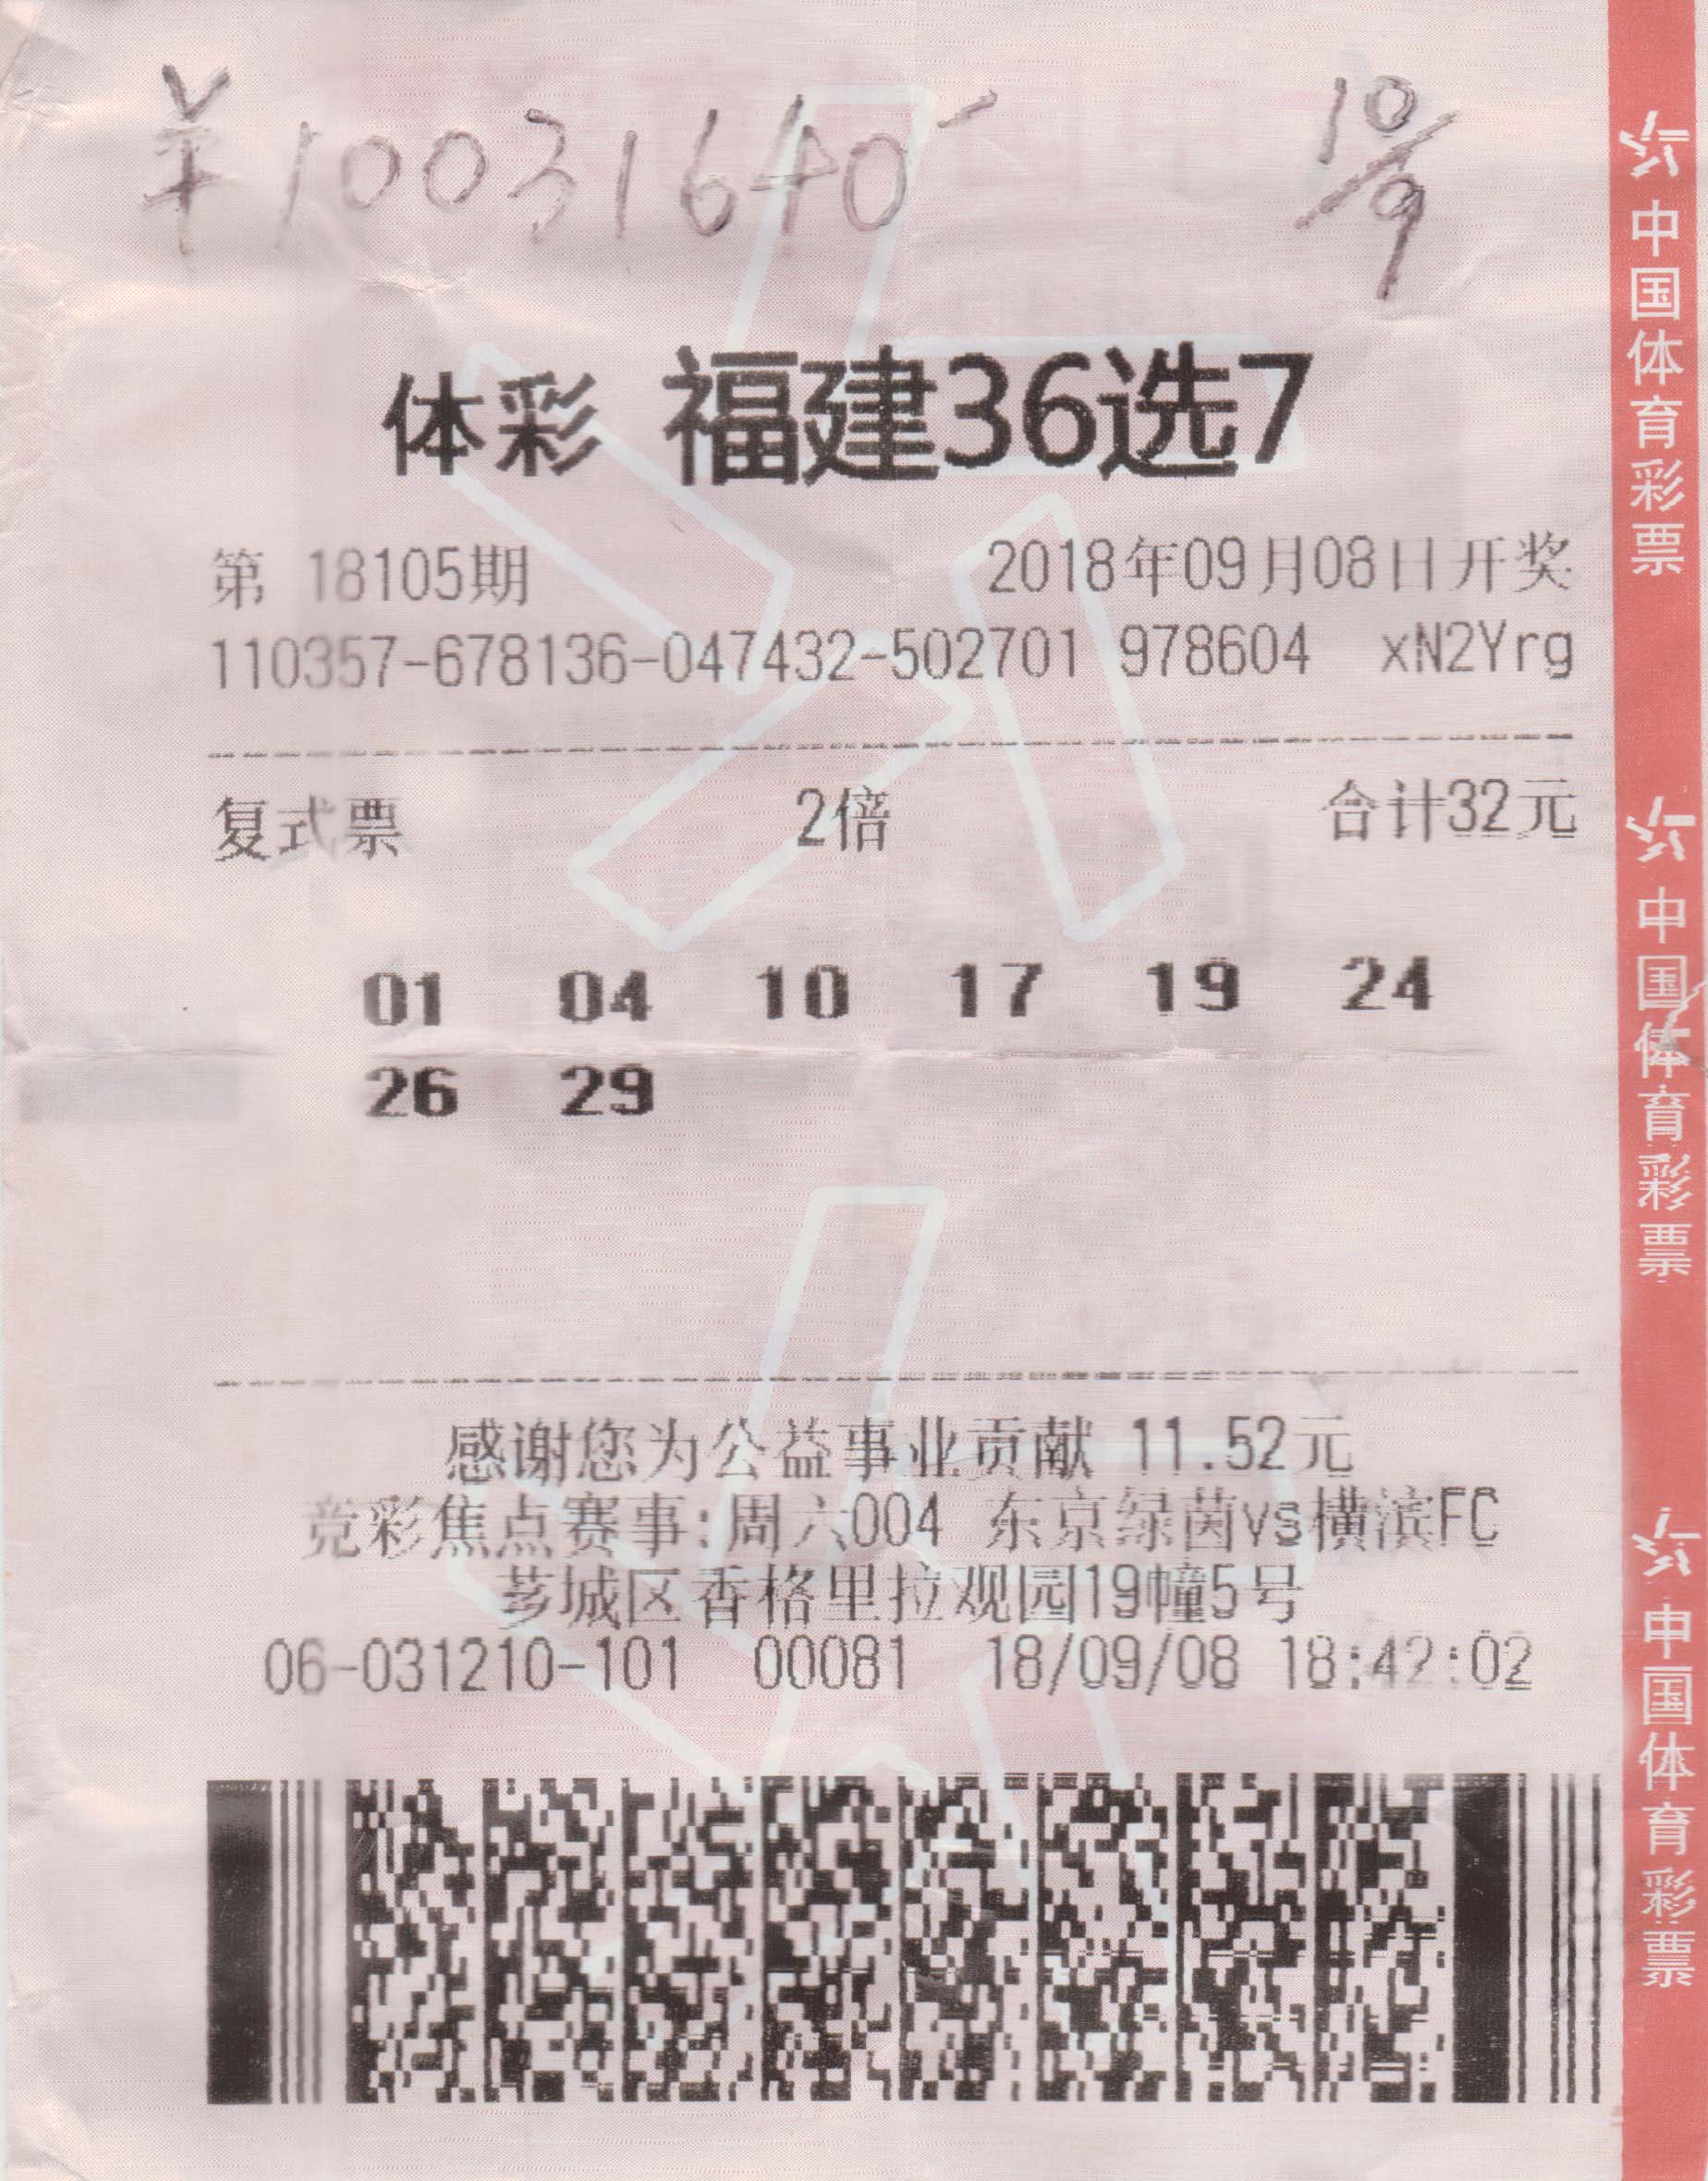 ¥10031640-
10/9
体彩 福建36选7
第 18105期 2018年09月08日开奖
110357-678136-047432-502701 978604 xN2Yrg
复式票 2倍 合计32元
01 04 10 17 19 24
26 29
感谢您为公益事业贡献 11.52元
竞彩焦点赛事:周六004 东京绿茵vs横滨FC
芗城区香格里拉观园19幢5号
06-031210-101 00081 18/09/08 18:42:02
中国体育彩票
中国体育彩票
中国体育彩票